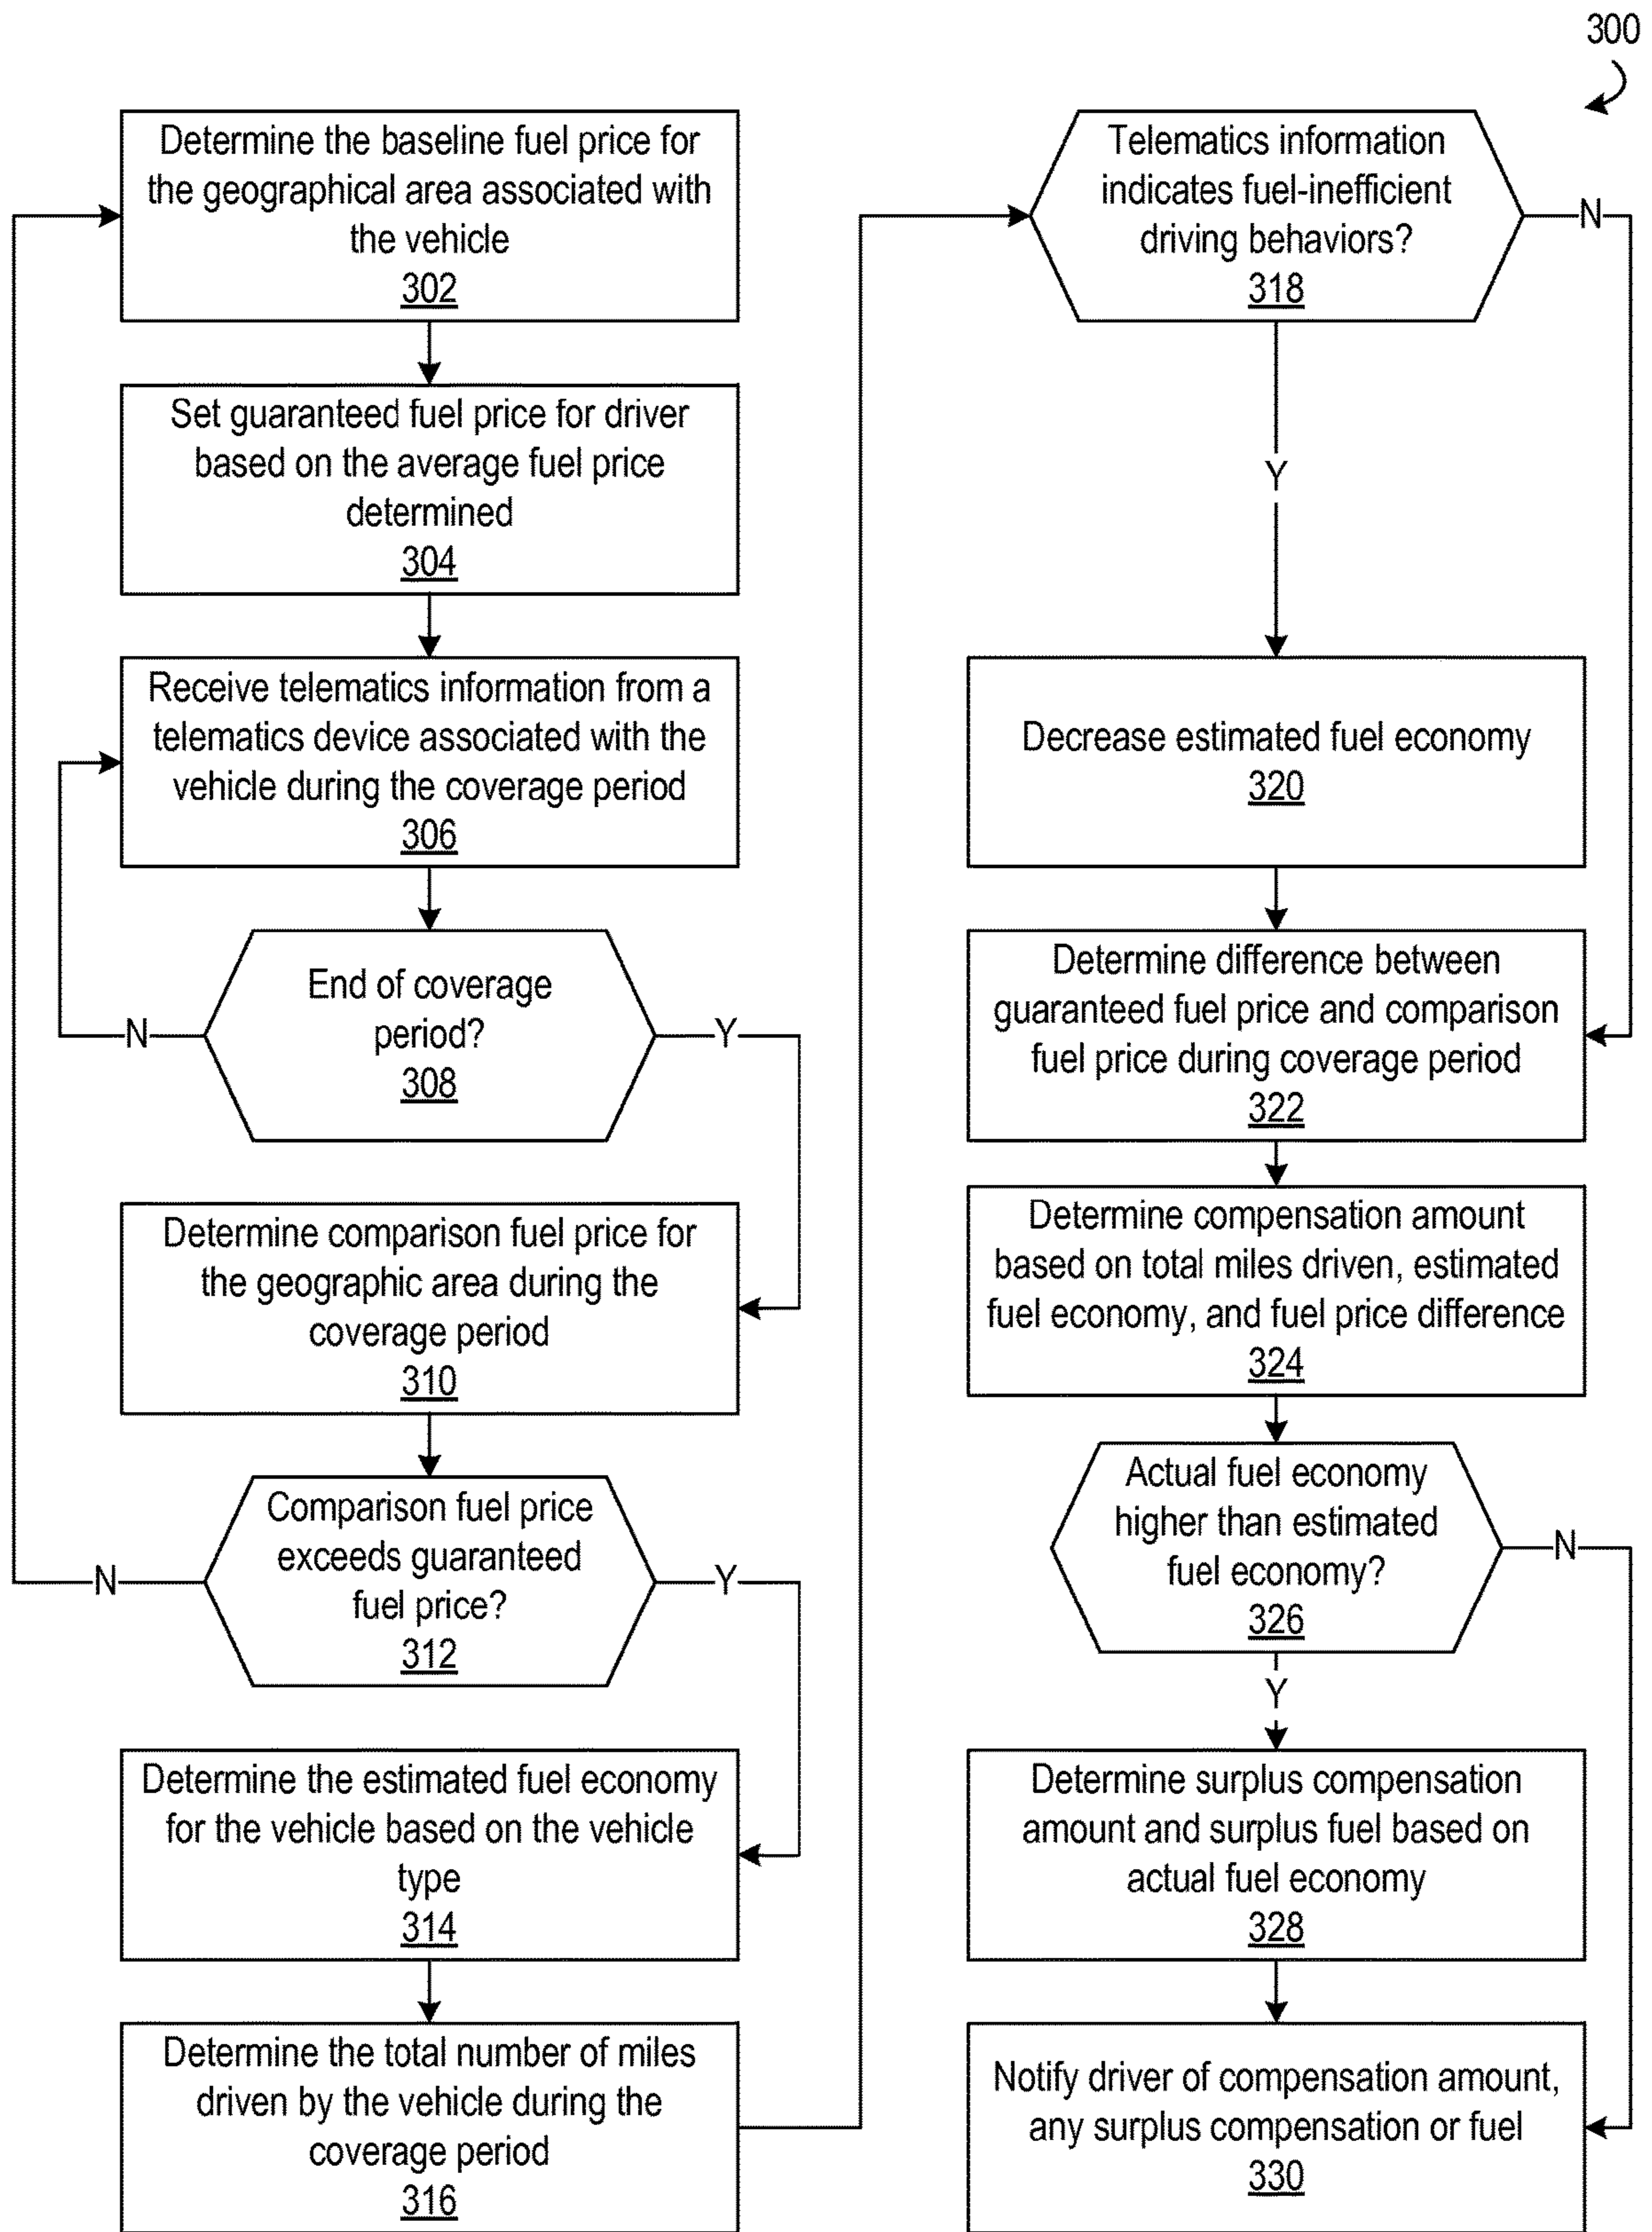 300
Determine the baseline fuel price for
the geographical area associated with
the vehicle
302
Set guaranteed fuel price for driver
based on the average fuel price
determined
304
Receive telematics information from a
telematics device associated with the
vehicle during the coverage period
306
End of coverage
period?
308
N
Y
Determine comparison fuel price for
the geographic area during the
coverage period
310
Comparison fuel price
exceeds guaranteed
fuel price?
312
N
Y
Determine the estimated fuel economy
for the vehicle based on the vehicle
type
314
Determine the total number of miles
driven by the vehicle during the
coverage period
316
Telematics information
indicates fuel-inefficient
driving behaviors?
318
N
Y
Decrease estimated fuel economy
320
Determine difference between
guaranteed fuel price and comparison
fuel price during coverage period
322
Determine compensation amount
based on total miles driven, estimated
fuel economy, and fuel price difference
324
Actual fuel economy
higher than estimated
fuel economy?
326
N
Y
Determine surplus compensation
amount and surplus fuel based on
actual fuel economy
328
Notify driver of compensation amount,
any surplus compensation or fuel
330